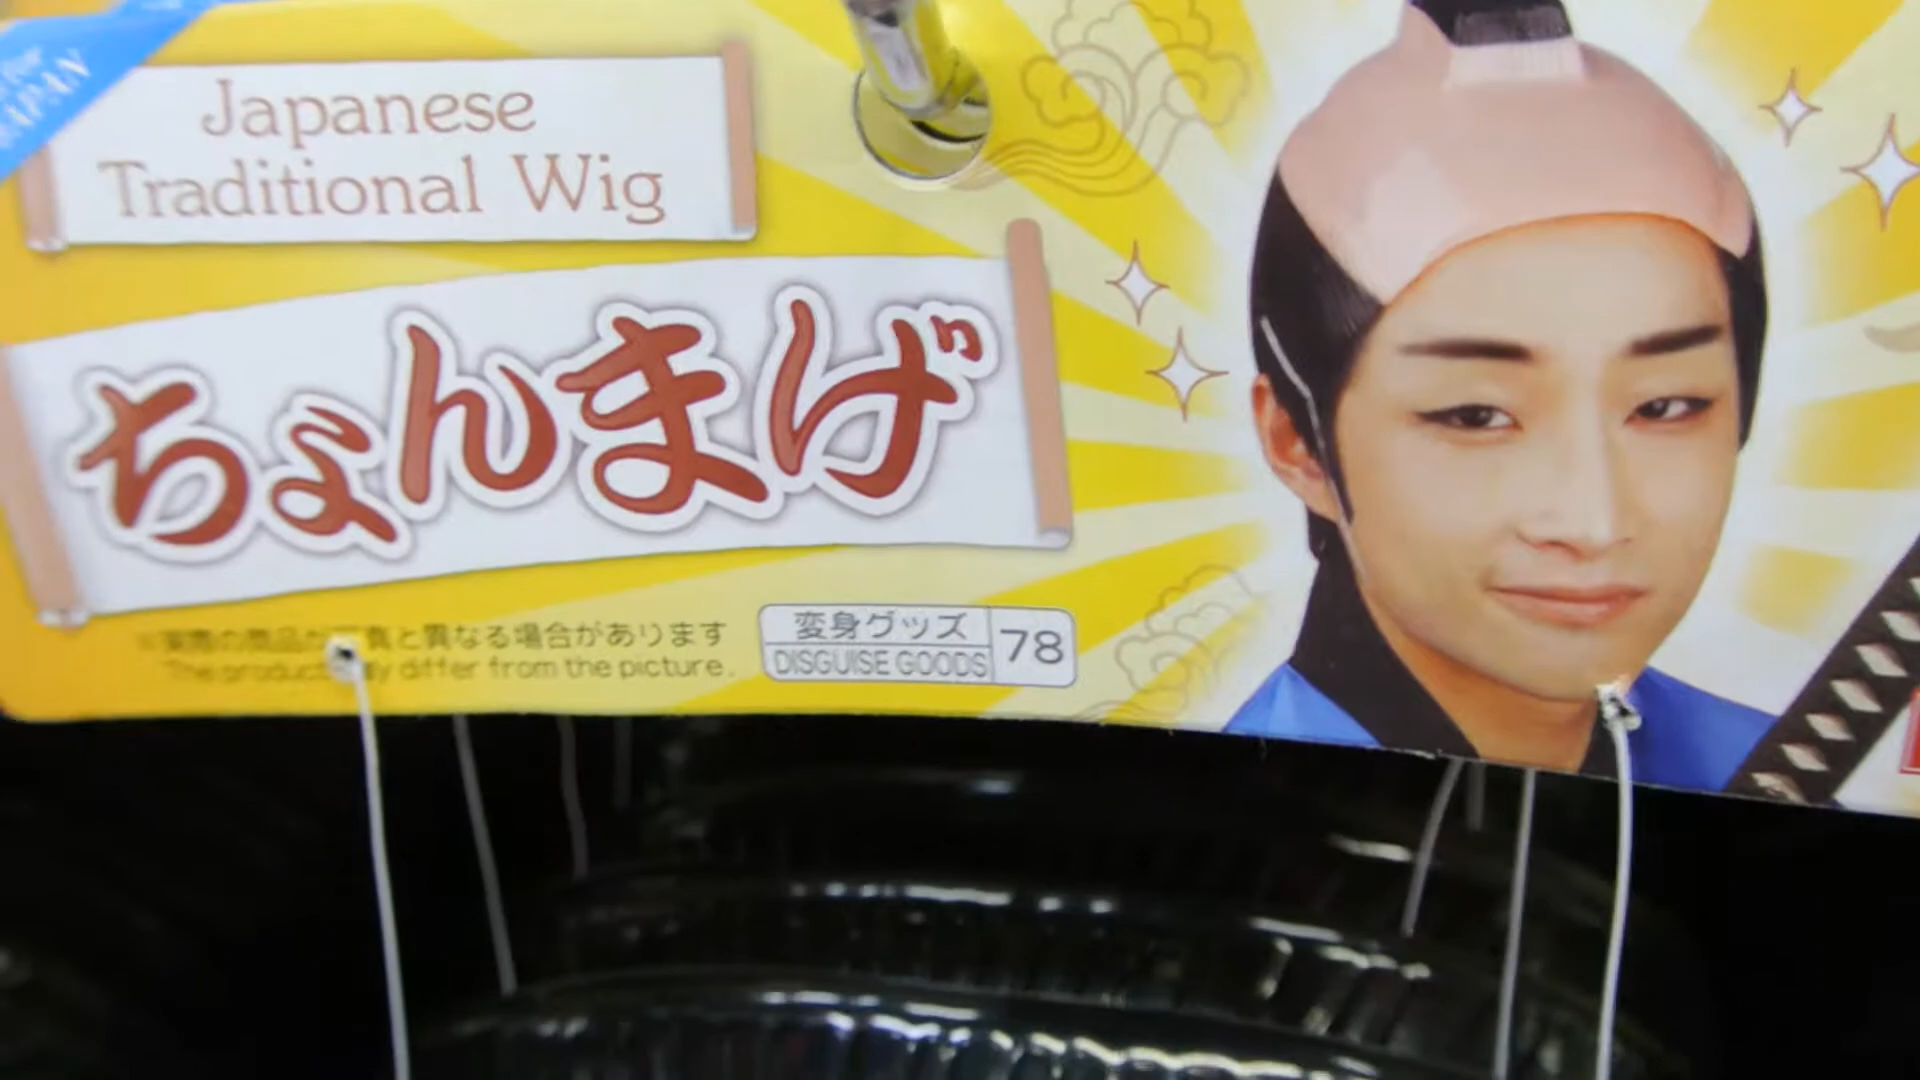 JAPAN
Japanese
Traditional Wig
ちょんまげ
※実際の商品が写真と異なる場合があります
The product may differ from the picture.
変身グッズ
DISGUISE GOODS
78